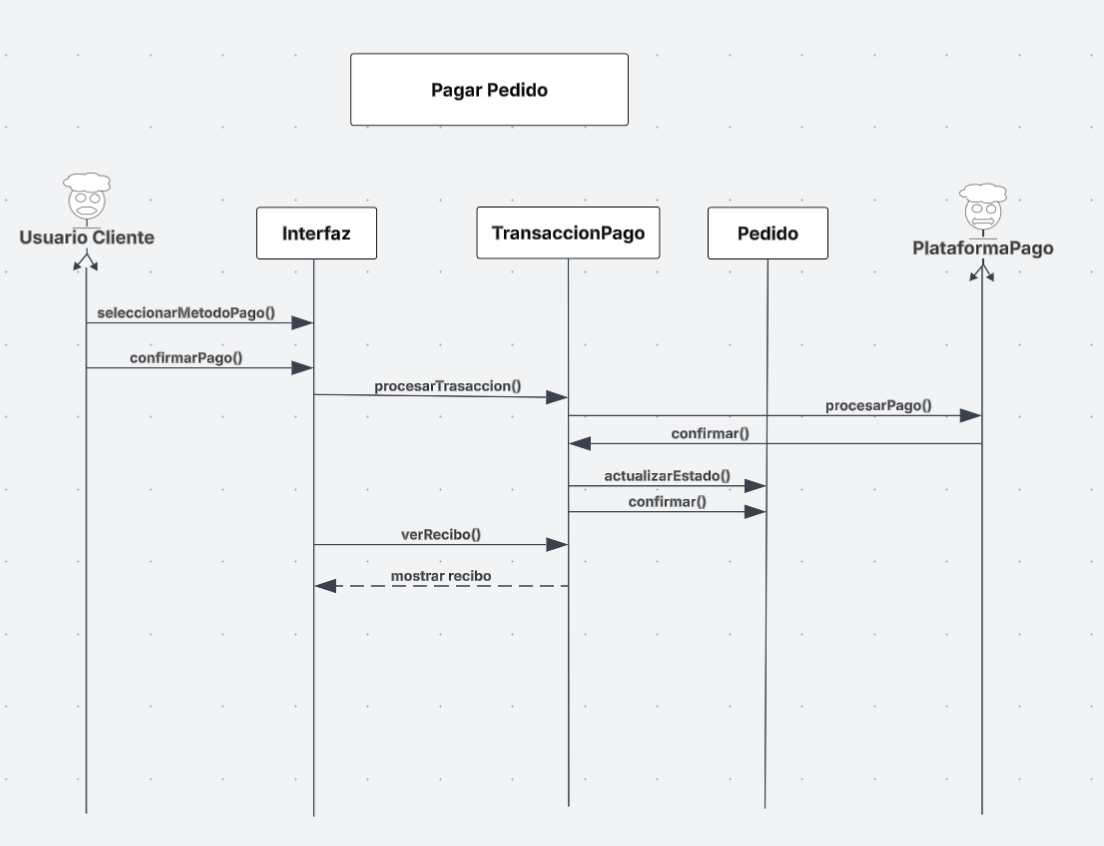 Pagar Pedido
Usuario Cliente
Interfaz
TransaccionPago
Pedido
PlataformaPago
seleccionarMetodoPago()
confirmarPago()
procesarTrasaccion()
procesarPago()
confirmar()
actualizarEstado()
confirmar()
verRecibo()
mostrar recibo